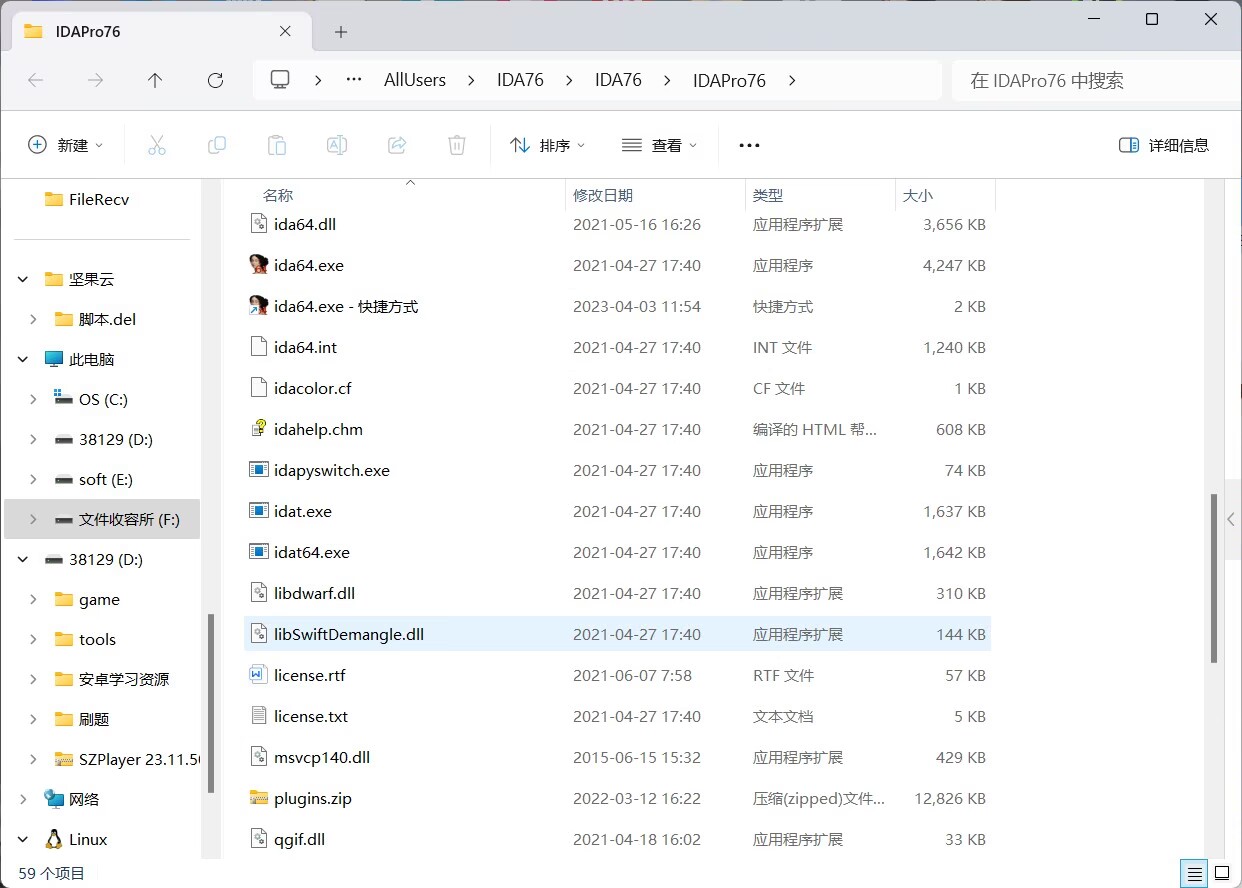 IDAPro76
AllUsers IDA76 IDA76 IDAPro76
在 IDAPro76 中搜索
新建 排序 查看 详细信息
FileRecv
坚果云
脚本.del
此电脑
OS (C:)
38129 (D:)
soft (E:)
文件收容所 (F:)
38129 (D:)
game
tools
安卓学习资源
刷题
SZPlayer 23.11.5
网络
Linux
名称 修改日期 类型 大小
ida64.dll 2021-05-16 16:26 应用程序扩展 3,656 KB
ida64.exe 2021-04-27 17:40 应用程序 4,247 KB
ida64.exe - 快捷方式 2023-04-03 11:54 快捷方式 2 KB
ida64.int 2021-04-27 17:40 INT 文件 1,240 KB
idacolor.cf 2021-04-27 17:40 CF 文件 1 KB
idahelp.chm 2021-04-27 17:40 编译的 HTML 帮... 608 KB
idapyswitch.exe 2021-04-27 17:40 应用程序 74 KB
idat.exe 2021-04-27 17:40 应用程序 1,637 KB
idat64.exe 2021-04-27 17:40 应用程序 1,642 KB
libdwarf.dll 2021-04-27 17:40 应用程序扩展 310 KB
libSwiftDemangle.dll 2021-04-27 17:40 应用程序扩展 144 KB
license.rtf 2021-06-07 7:58 RTF 文件 57 KB
license.txt 2021-04-27 17:40 文本文档 5 KB
msvcp140.dll 2015-06-15 15:32 应用程序扩展 429 KB
plugins.zip 2022-03-12 16:22 压缩(zipped)文件... 12,826 KB
qgif.dll 2021-04-18 16:02 应用程序扩展 33 KB
59 个项目